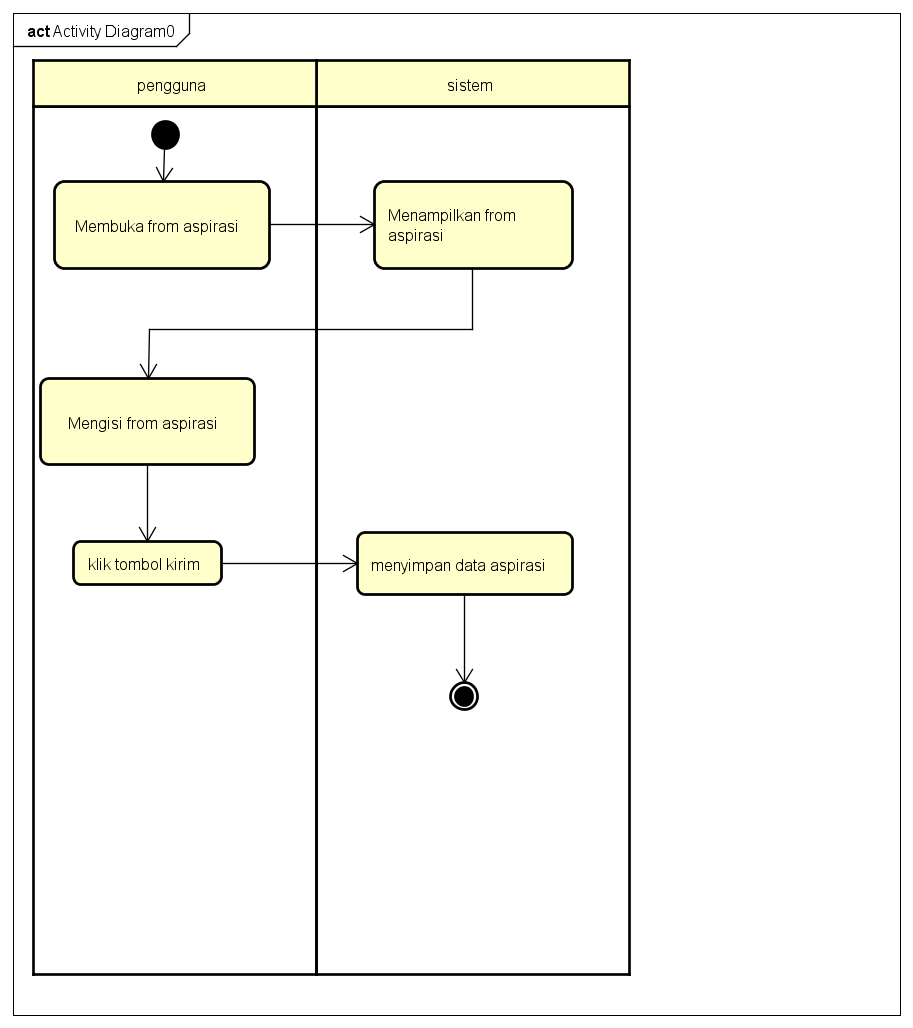 act Activity Diagram0
pengguna
sistem
Membuka from aspirasi
Menampilkan from
aspirasi
Mengisi from aspirasi
klik tombol kirim
menyimpan data aspirasi